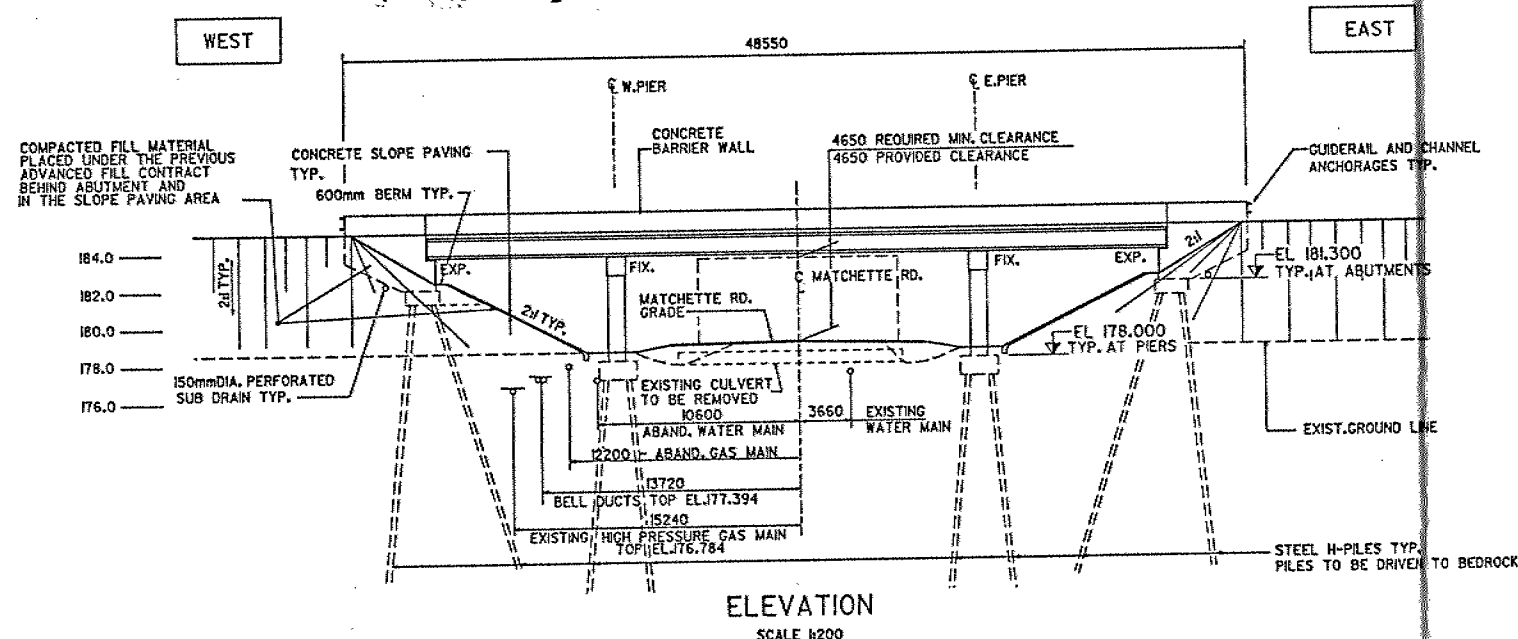 WEST
EAST
48550
℄ W.PIER
℄ E.PIER
COMPACTED FILL MATERIAL
PLACED UNDER THE PREVIOUS
ADVANCED FILL CONTRACT
BEHIND ABUTMENT AND
IN THE SLOPE PAVING AREA
CONCRETE SLOPE PAVING
TYP.
600mm BERM TYP.
CONCRETE
BARRIER WALL
4650 REQUIRED MIN. CLEARANCE
4650 PROVIDED CLEARANCE
GUIDERAIL AND CHANNEL
ANCHORAGES TYP.
184.0
182.0
180.0
178.0
176.0
2:1 TYP.
EXP.
FIX.
℄ MATCHETTE RD.
FIX.
EXP.
2:1
EL 181.300
TYP. AT ABUTMENTS
MATCHETTE RD.
GRADE
2:1 TYP.
EL 178.000
TYP. AT PIERS
150mmDIA. PERFORATED
SUB DRAIN TYP.
EXISTING CULVERT
TO BE REMOVED
10600
ABAND. WATER MAIN
3660 EXISTING
WATER MAIN
EXIST.GROUND LINE
12200 ABAND. GAS MAIN
13720
BELL DUCTS TOP EL.177.394
15240
EXISTING HIGH PRESSURE GAS MAIN
TOP EL.176.784
STEEL H-PILES TYP.
PILES TO BE DRIVEN TO BEDROCK
ELEVATION
SCALE 1:200